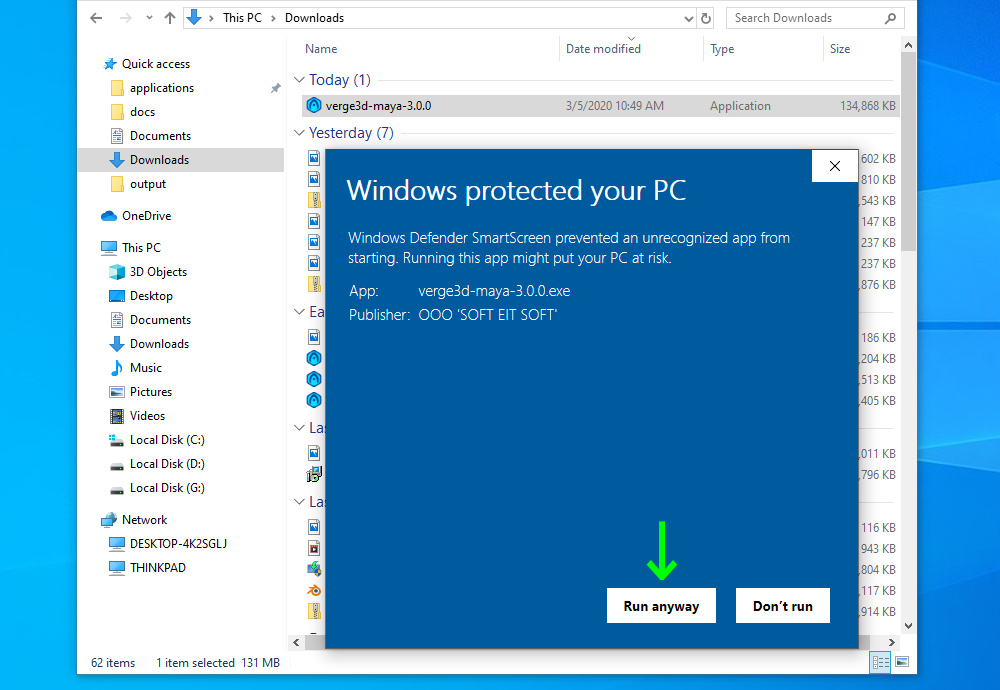 This PC > Downloads
Search Downloads
Name Date modified Type Size
Quick access
applications
docs
Documents
Downloads
output
OneDrive
This PC
3D Objects
Desktop
Documents
Downloads
Music
Pictures
Videos
Local Disk (C:)
Local Disk (D:)
Local Disk (G:)
Network
DESKTOP-4K2SGLJ
THINKPAD
Today (1)
verge3d-maya-3.0.0 3/5/2020 10:49 AM Application 134,868 KB
Yesterday (7)
602 KB
810 KB
,543 KB
147 KB
237 KB
237 KB
,876 KB
Ea
186 KB
,204 KB
,513 KB
,405 KB
Las
,011 KB
,796 KB
Las
116 KB
943 KB
,804 KB
,117 KB
,914 KB
Windows protected your PC
Windows Defender SmartScreen prevented an unrecognized app from
starting. Running this app might put your PC at risk.
App: verge3d-maya-3.0.0.exe
Publisher: OOO 'SOFT EIT SOFT'
Run anyway Don't run
62 items 1 item selected 131 MB